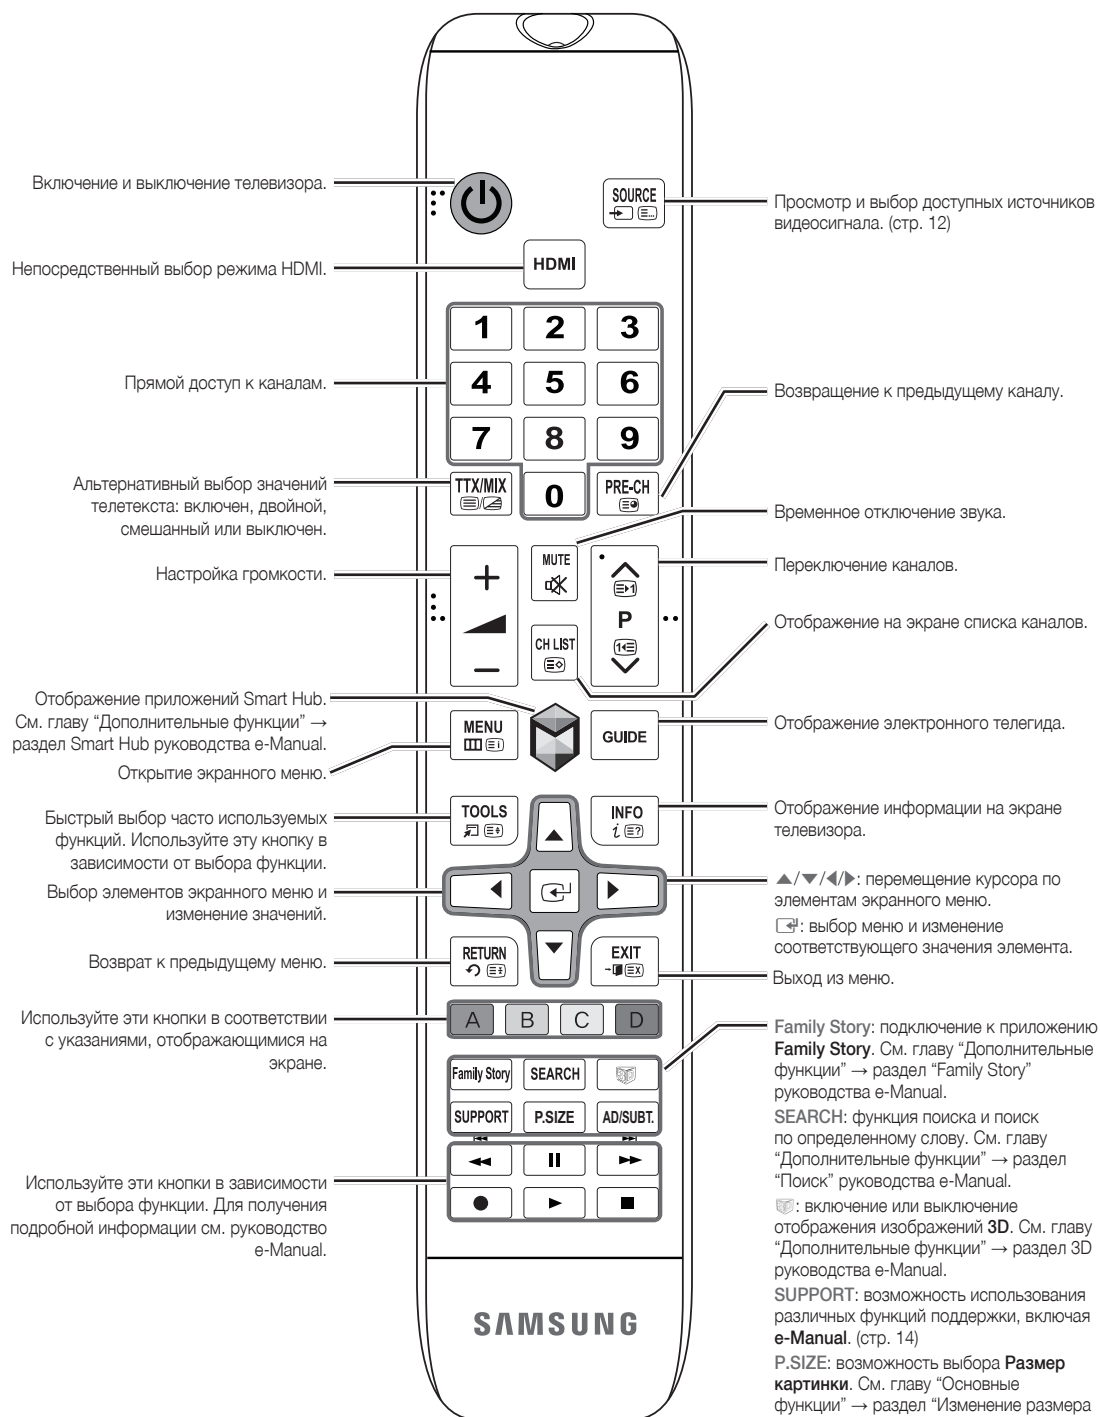 Включение и выключение телевизора.
SOURCE
Просмотр и выбор доступных источников
видеосигнала. (стр. 12)
Непосредственный выбор режима HDMI.
HDMI
1 2 3
Прямой доступ к каналам.
4 5 6
Возвращение к предыдущему каналу.
7 8 9
Альтернативный выбор значений
телетекста: включен, двойной,
смешанный или выключен.
TTX/MIX
0
PRE-CH
Временное отключение звука.
Настройка громкости.
MUTE
Переключение каналов.
P
CH LIST
Отображение на экране списка каналов.
Отображение приложений Smart Hub.
См. главу “Дополнительные функции” →
раздел Smart Hub руководства e-Manual.
MENU
GUIDE
Отображение электронного телегида.
Открытие экранного меню.
Быстрый выбор часто используемых
функций. Используйте эту кнопку в
зависимости от выбора функции.
TOOLS
INFO
Отображение информации на экране
телевизора.
Выбор элементов экранного меню и
изменение значений.
▲/▼/◀/▶: перемещение курсора по
элементам экранного меню.
: выбор меню и изменение
соответствующего значения элемента.
Возврат к предыдущему меню.
RETURN
EXIT
Выход из меню.
Используйте эти кнопки в соответствии
с указаниями, отображающимися на
экране.
A B C D
Family Story SEARCH
SUPPORT P.SIZE AD/SUBT.
Family Story: подключение к приложению
Family Story. См. главу “Дополнительные
функции” → раздел “Family Story”
руководства e-Manual.
SEARCH: функция поиска и поиск
по определенному слову. См. главу
“Дополнительные функции” → раздел
“Поиск” руководства e-Manual.
: включение или выключение
отображения изображений 3D. См. главу
“Дополнительные функции” → раздел 3D
руководства e-Manual.
SUPPORT: возможность использования
различных функций поддержки, включая
e-Manual. (стр. 14)
P.SIZE: возможность выбора Размер
картинки. См. главу “Основные
функции” → раздел “Изменение размера
Используйте эти кнопки в зависимости
от выбора функции. Для получения
подробной информации см. руководство
e-Manual.
SAMSUNG